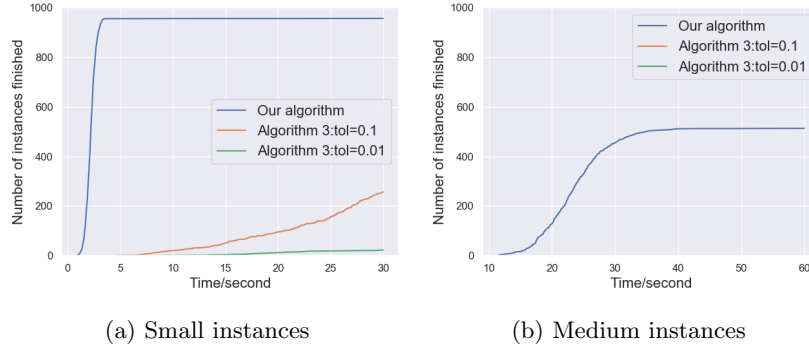 1000
800
600
400
200
0
Number of instances finished
Our algorithm
Algorithm 3:tol=0.1
Algorithm 3:tol=0.01
0 5 10 15 20 25 30
Time/second
(a) Small instances
1000
800
600
400
200
0
Number of instances finished
Our algorithm
Algorithm 3:tol=0.1
Algorithm 3:tol=0.01
10 20 30 40 50 60
Time/second
(b) Medium instances